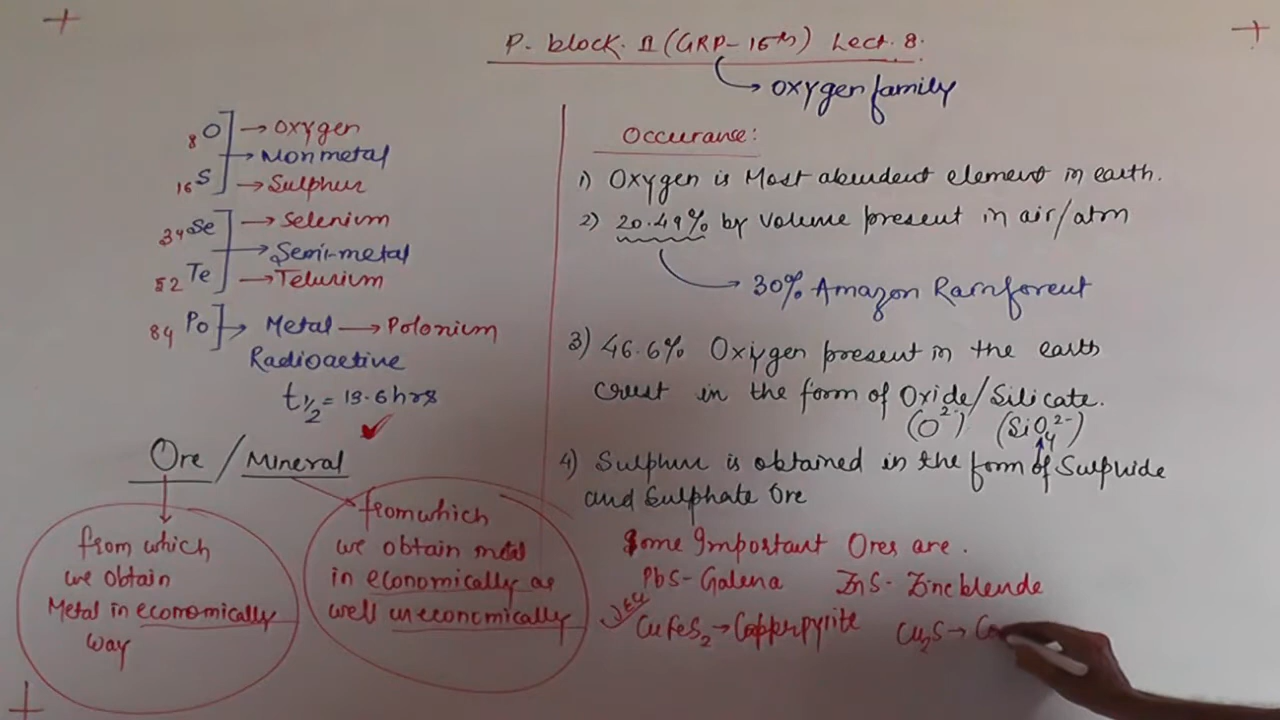 P-block-II (GRP-16th) Lect. 8.
Oxygen family
8O → Oxygen
→ Nonmetal
16S → Sulphur
34Se → Selenium
→ Semi-metal
52Te → Telurium
84Po → Metal → Polonium
Radioactive
t1/2 = 13.6 hrs
Ore / Mineral
from which
we obtain
Metal in economically
way
from which
we obtain metal
in economically as
well uneconomically
Occurance:
1) Oxygen is Most abundent element in earth.
2) 20.49% by volume present in air/atm
→ 30% Amazon Rainforest
3) 46.6% Oxygen present in the earth
crust in the form of Oxide/Silicate.
(O2-) (SiO4 2-)
4) Sulphur is obtained in the form of Sulphide
and Sulphate Ore
Some Important Ores are.
PbS - Galena ZnS - Zincblende
CuFeS2 → Copperpyrite Cu2S → Co